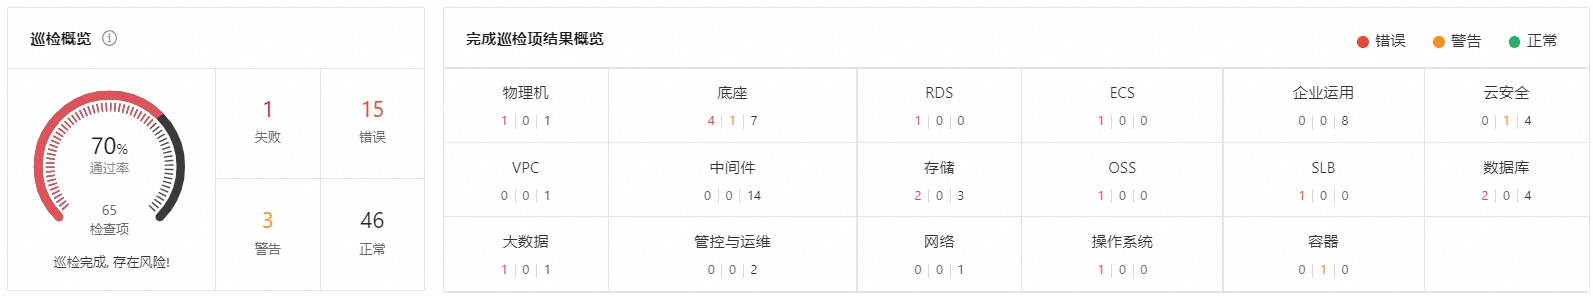 巡检概览
70%
通过率
65
检查项
巡检完成, 存在风险!
1
失败
15
错误
3
警告
46
正常
完成巡检项结果概览
错误 警告 正常
物理机 底座 RDS ECS 企业运用 云安全
1 | 0 | 1 4 | 1 | 7 1 | 0 | 0 1 | 0 | 0 0 | 0 | 8 0 | 1 | 4
VPC 中间件 存储 OSS SLB 数据库
0 | 0 | 1 0 | 0 | 14 2 | 0 | 3 1 | 0 | 0 1 | 0 | 0 2 | 0 | 4
大数据 管控与运维 网络 操作系统 容器
1 | 0 | 1 0 | 0 | 2 0 | 0 | 1 1 | 0 | 0 0 | 1 | 0